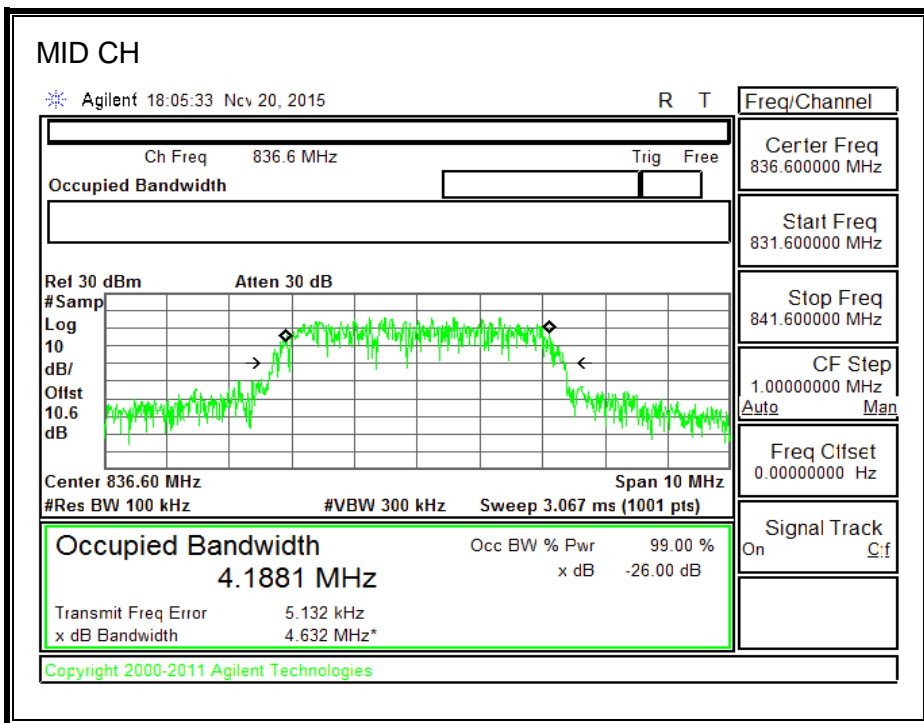 MID CH
Agilent 18:05:33 Nov 20, 2015 R T
Freq/Channel
Ch Freq 836.6 MHz Trig Free
Occupied Bandwidth
Center Freq
836.600000 MHz
Start Freq
831.600000 MHz
Stop Freq
841.600000 MHz
CF Step
1.00000000 MHz
Auto Man
Freq Offset
0.00000000 Hz
Signal Track
On Off
Ref 30 dBm Atten 30 dB
#Samp
Log
10
dB/
Offst
10.6
dB
Center 836.60 MHz Span 10 MHz
#Res BW 100 kHz #VBW 300 kHz Sweep 3.067 ms (1001 pts)
Occupied Bandwidth Occ BW % Pwr 99.00 %
4.1881 MHz x dB -26.00 dB
Transmit Freq Error 5.132 kHz
x dB Bandwidth 4.632 MHz*
Copyright 2000-2011 Agilent Technologies